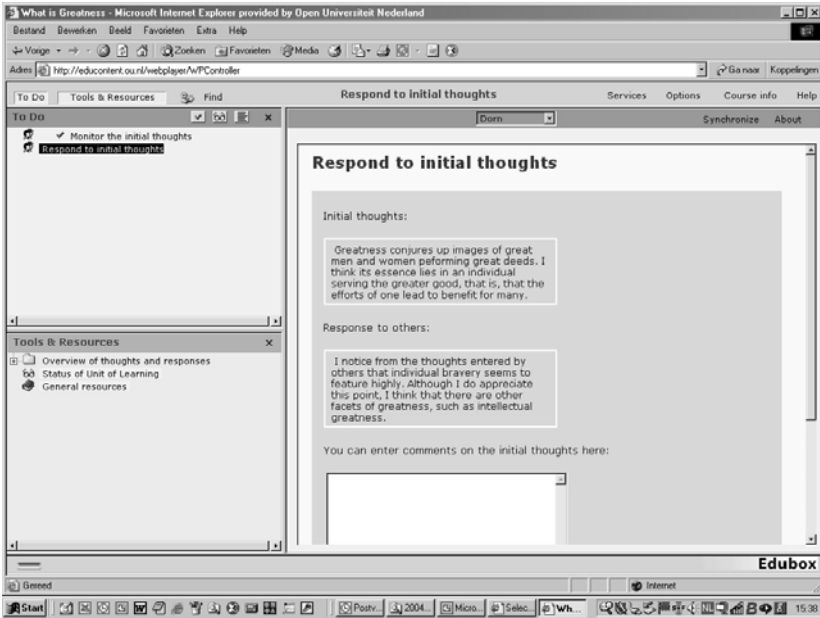 What is Greatness - Microsoft Internet Explorer provided by Open Universiteit Nederland
Bestand Bewerken Beeld Favorieten Extra Help
Vorige Zoeken Favorieten Media
Adres http://educontent.ou.nl/webplayer/WPController Ga naar Koppelingen
To Do Tools & Resources Find Respond to initial thoughts Services Options Course info Help
To Do x Dorn Synchronize About
Monitor the initial thoughts
Respond to initial thoughts
Respond to initial thoughts
Initial thoughts:
Greatness conjures up images of great
men and women peforming great deeds. I
think its essence lies in an individual
serving the greater good, that is, that the
efforts of one lead to benefit for many.
Response to others:
I notice from the thoughts entered by
others that individual bravery seems to
feature highly. Although I do appreciate
this point, I think that there are other
facets of greatness, such as intellectual
greatness.
You can enter comments on the initial thoughts here:
Tools & Resources x
Overview of thoughts and responses
Status of Unit of Learning
General resources
Edubox
Gereed Internet
Start Postv... 2004... Micro... Selec... Wh... 15:38